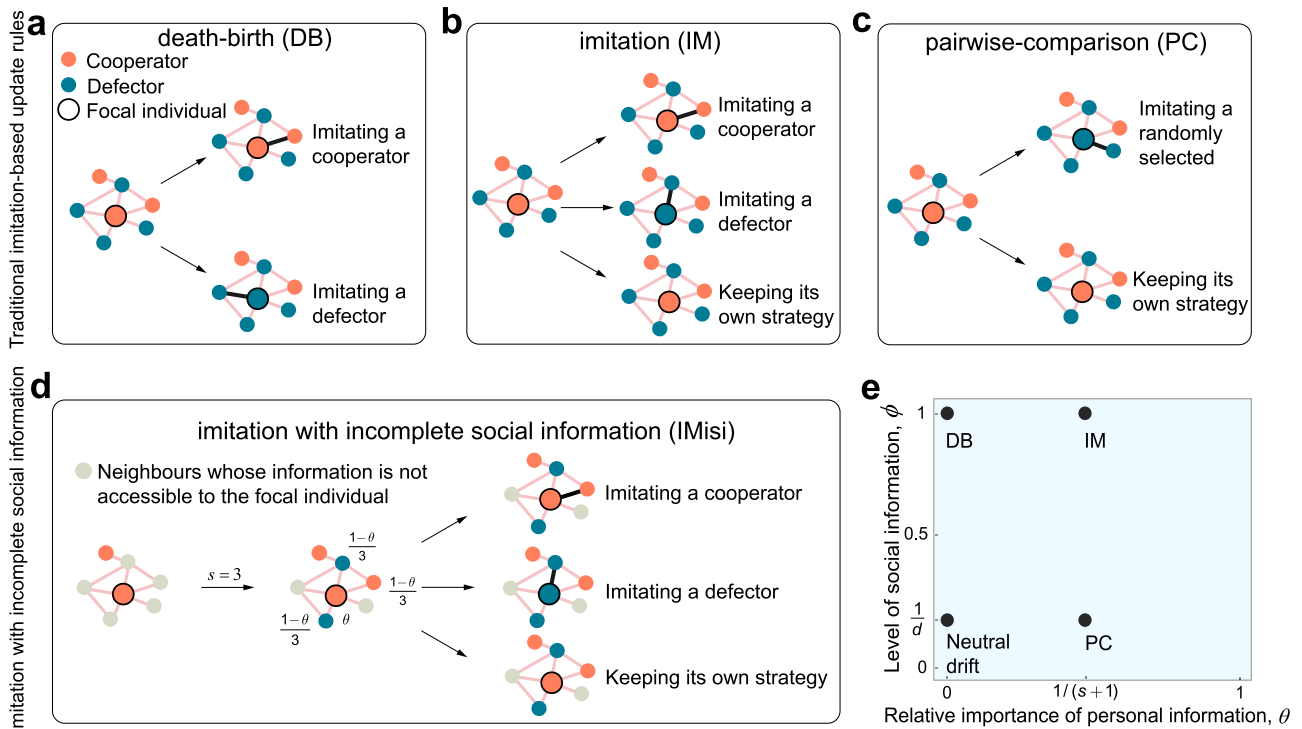 Traditional imitation-based update rules
a
death-birth (DB)
Cooperator
Defector
Focal individual
Imitating a
cooperator
Imitating a
defector
b
imitation (IM)
Imitating a
cooperator
Imitating a
defector
Keeping its
own strategy
c
pairwise-comparison (PC)
Imitating a
randomly
selected
Keeping its
own strategy
mitation with incomplete social information
d
imitation with incomplete social information (IMisi)
Neighbours whose information is not
accessible to the focal individual
s = 3
1−θ
3
1−θ
3
1−θ
3
θ
Imitating a cooperator
Imitating a defector
Keeping its own strategy
e
Level of social information, ϕ
1
0.5
1
d
0
DB
IM
Neutral
drift
PC
0
1/(s+1)
1
Relative importance of personal information, θ